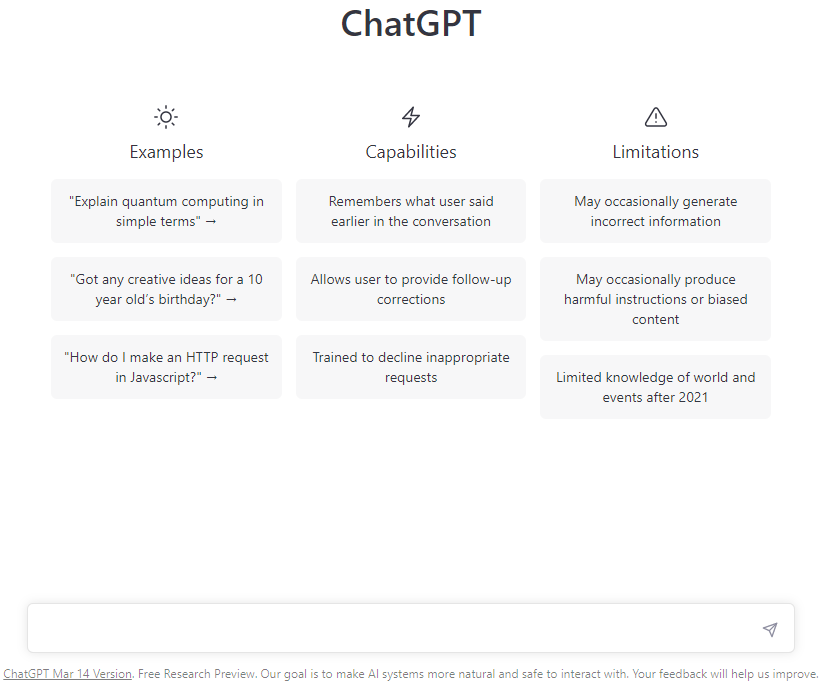 ChatGPT
Examples
"Explain quantum computing in
simple terms" →
"Got any creative ideas for a 10
year old’s birthday?" →
"How do I make an HTTP request
in Javascript?" →
Capabilities
Remembers what user said
earlier in the conversation
Allows user to provide follow-up
corrections
Trained to decline inappropriate
requests
Limitations
May occasionally generate
incorrect information
May occasionally produce
harmful instructions or biased
content
Limited knowledge of world and
events after 2021
ChatGPT Mar 14 Version. Free Research Preview. Our goal is to make AI systems more natural and safe to interact with. Your feedback will help us improve.